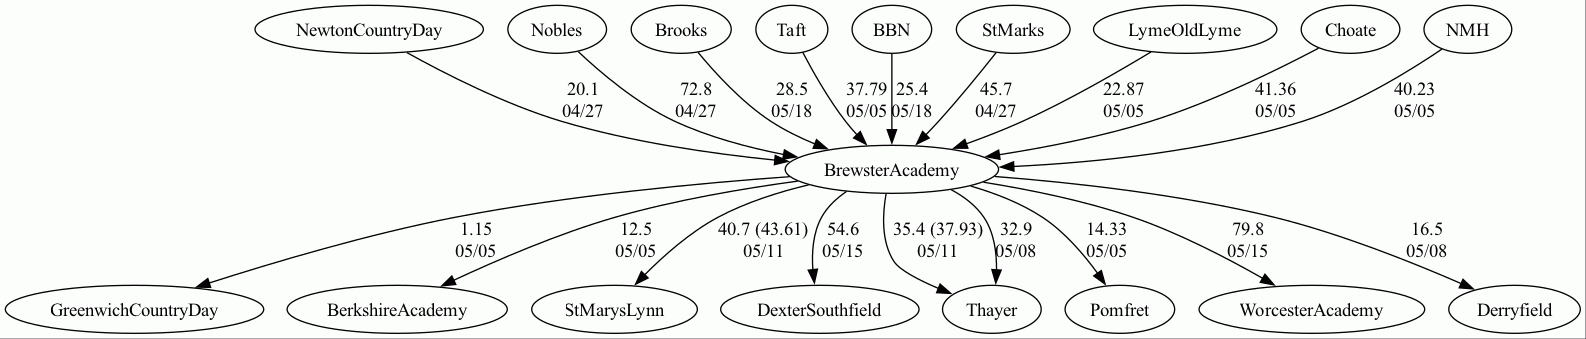 NewtonCountryDay
Nobles
Brooks
Taft
BBN
StMarks
LymeOldLyme
Choate
NMH
20.1
04/27
72.8
04/27
28.5
05/18
37.79
05/05
25.4
05/18
45.7
04/27
22.87
05/05
41.36
05/05
40.23
05/05
BrewsterAcademy
1.15
05/05
12.5
05/05
40.7 (43.61)
05/11
54.6
05/15
35.4 (37.93)
05/11
32.9
05/08
14.33
05/05
79.8
05/15
16.5
05/08
GreenwichCountryDay
BerkshireAcademy
StMarysLynn
DexterSouthfield
Thayer
Pomfret
WorcesterAcademy
Derryfield